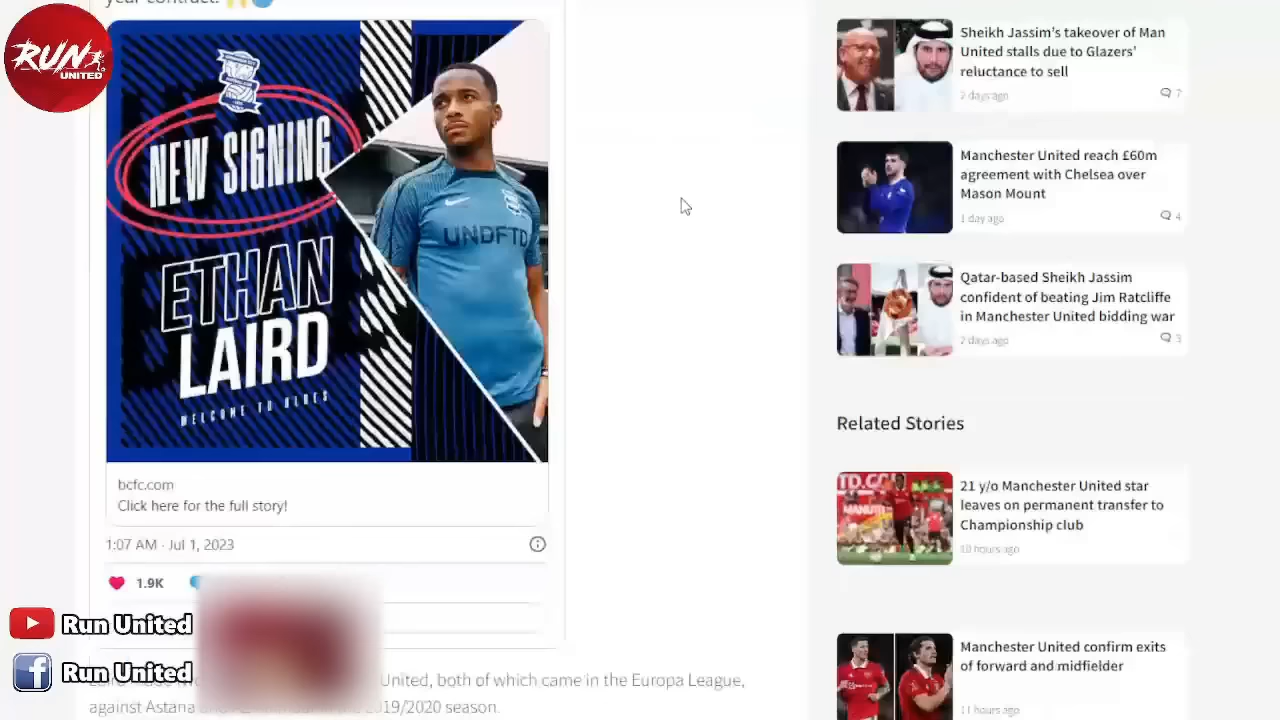 year contract.
RUN
UNITED
NEW SIGNING
ETHAN
LAIRD
WELCOME TO BLUES
UNDFTD
bcfc.com
Click here for the full story!
1:07 AM · Jul 1, 2023
1.9K
Run United
Run United
United, both of which came in the Europa League,
against Astana
2019/2020 season.
Sheikh Jassim’s takeover of Man
United stalls due to Glazers’
reluctance to sell
2 days ago
7
Manchester United reach £60m
agreement with Chelsea over
Mason Mount
1 day ago
4
Qatar-based Sheikh Jassim
confident of beating Jim Ratcliffe
in Manchester United bidding war
2 days ago
3
Related Stories
21 y/o Manchester United star
leaves on permanent transfer to
Championship club
10 hours ago
Manchester United confirm exits
of forward and midfielder
11 hours ago